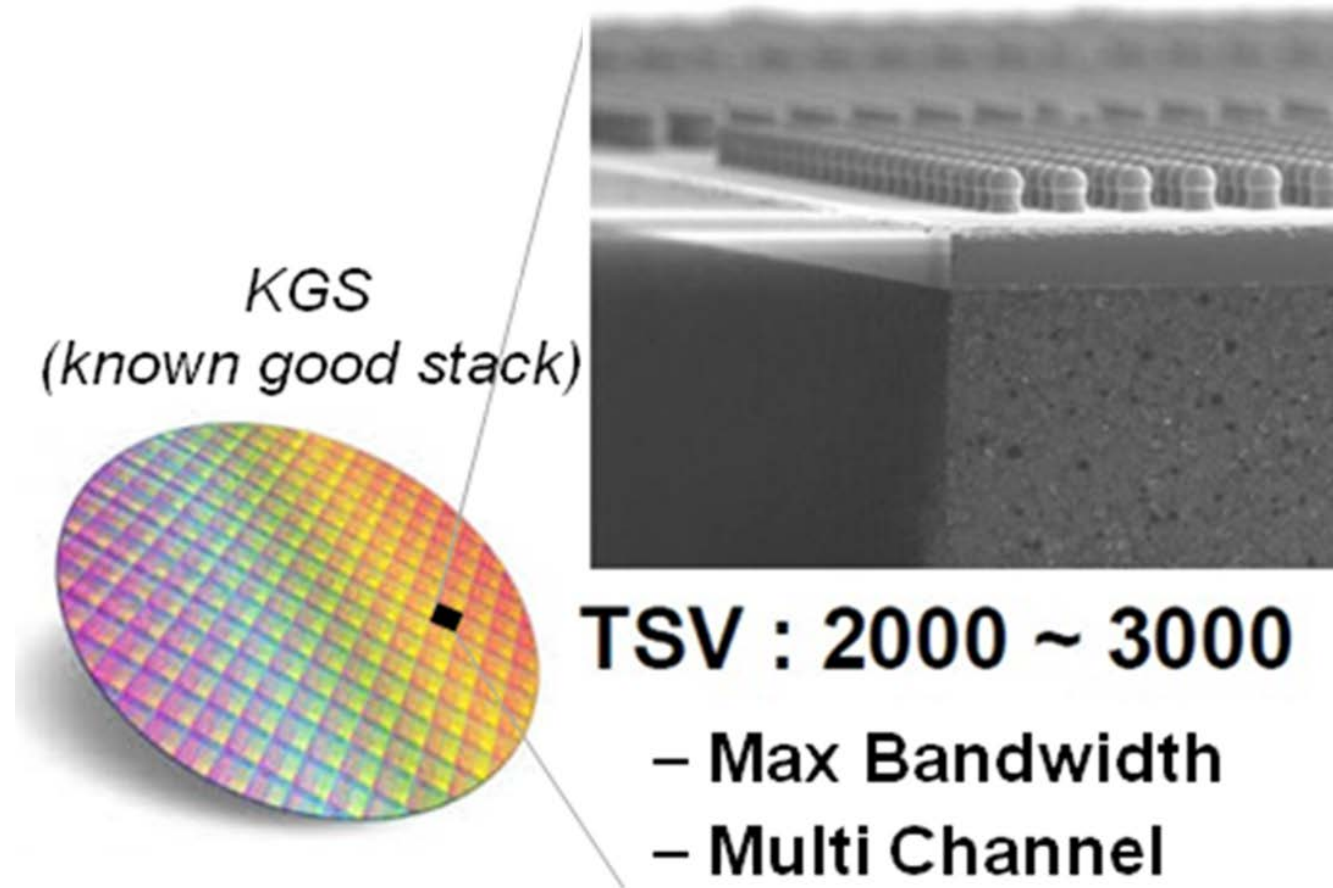 KGS
(known good stack)
TSV : 2000 ~ 3000
– Max Bandwidth
– Multi Channel